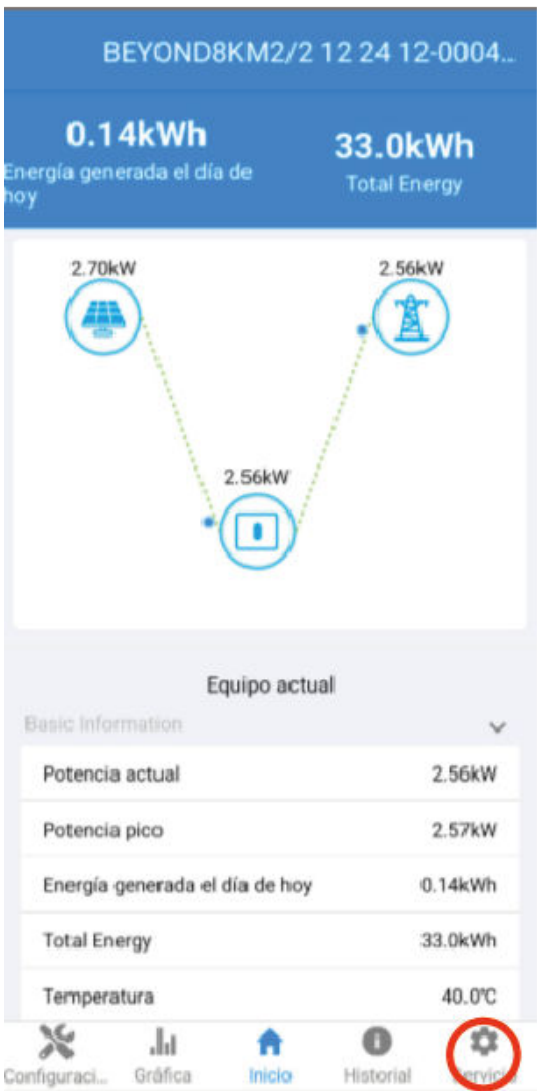 BEYOND8KM2/2 12 24 12-0004...
0.14kWh
Energía generada el día de
hoy
33.0kWh
Total Energy
2.70kW
2.56kW
2.56kW
Equipo actual
Basic Information
Potencia actual 2.56kW
Potencia pico 2.57kW
Energía generada el día de hoy 0.14kWh
Total Energy 33.0kWh
Temperatura 40.0℃
Configuraci... Gráfica Inicio Historial Servicio